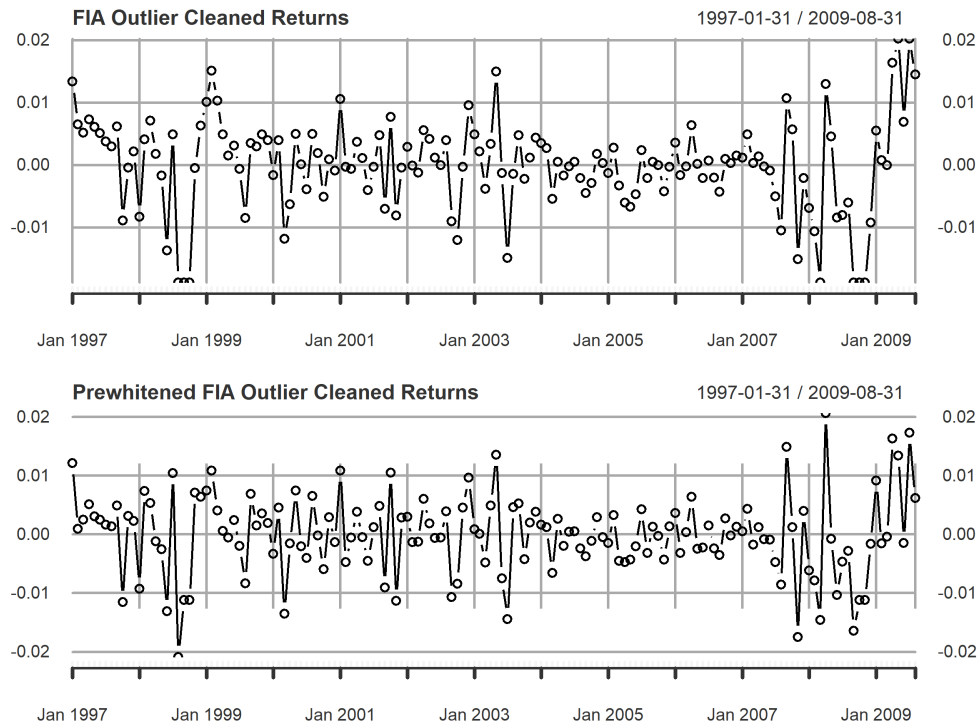 FIA Outlier Cleaned Returns 1997-01-31 / 2009-08-31
0.02 0.02
0.01 0.01
0.00 0.00
-0.01 -0.01
Jan 1997 Jan 1999 Jan 2001 Jan 2003 Jan 2005 Jan 2007 Jan 2009
Prewhitened FIA Outlier Cleaned Returns 1997-01-31 / 2009-08-31
0.02 0.02
0.01 0.01
0.00 0.00
-0.01 -0.01
-0.02 -0.02
Jan 1997 Jan 1999 Jan 2001 Jan 2003 Jan 2005 Jan 2007 Jan 2009